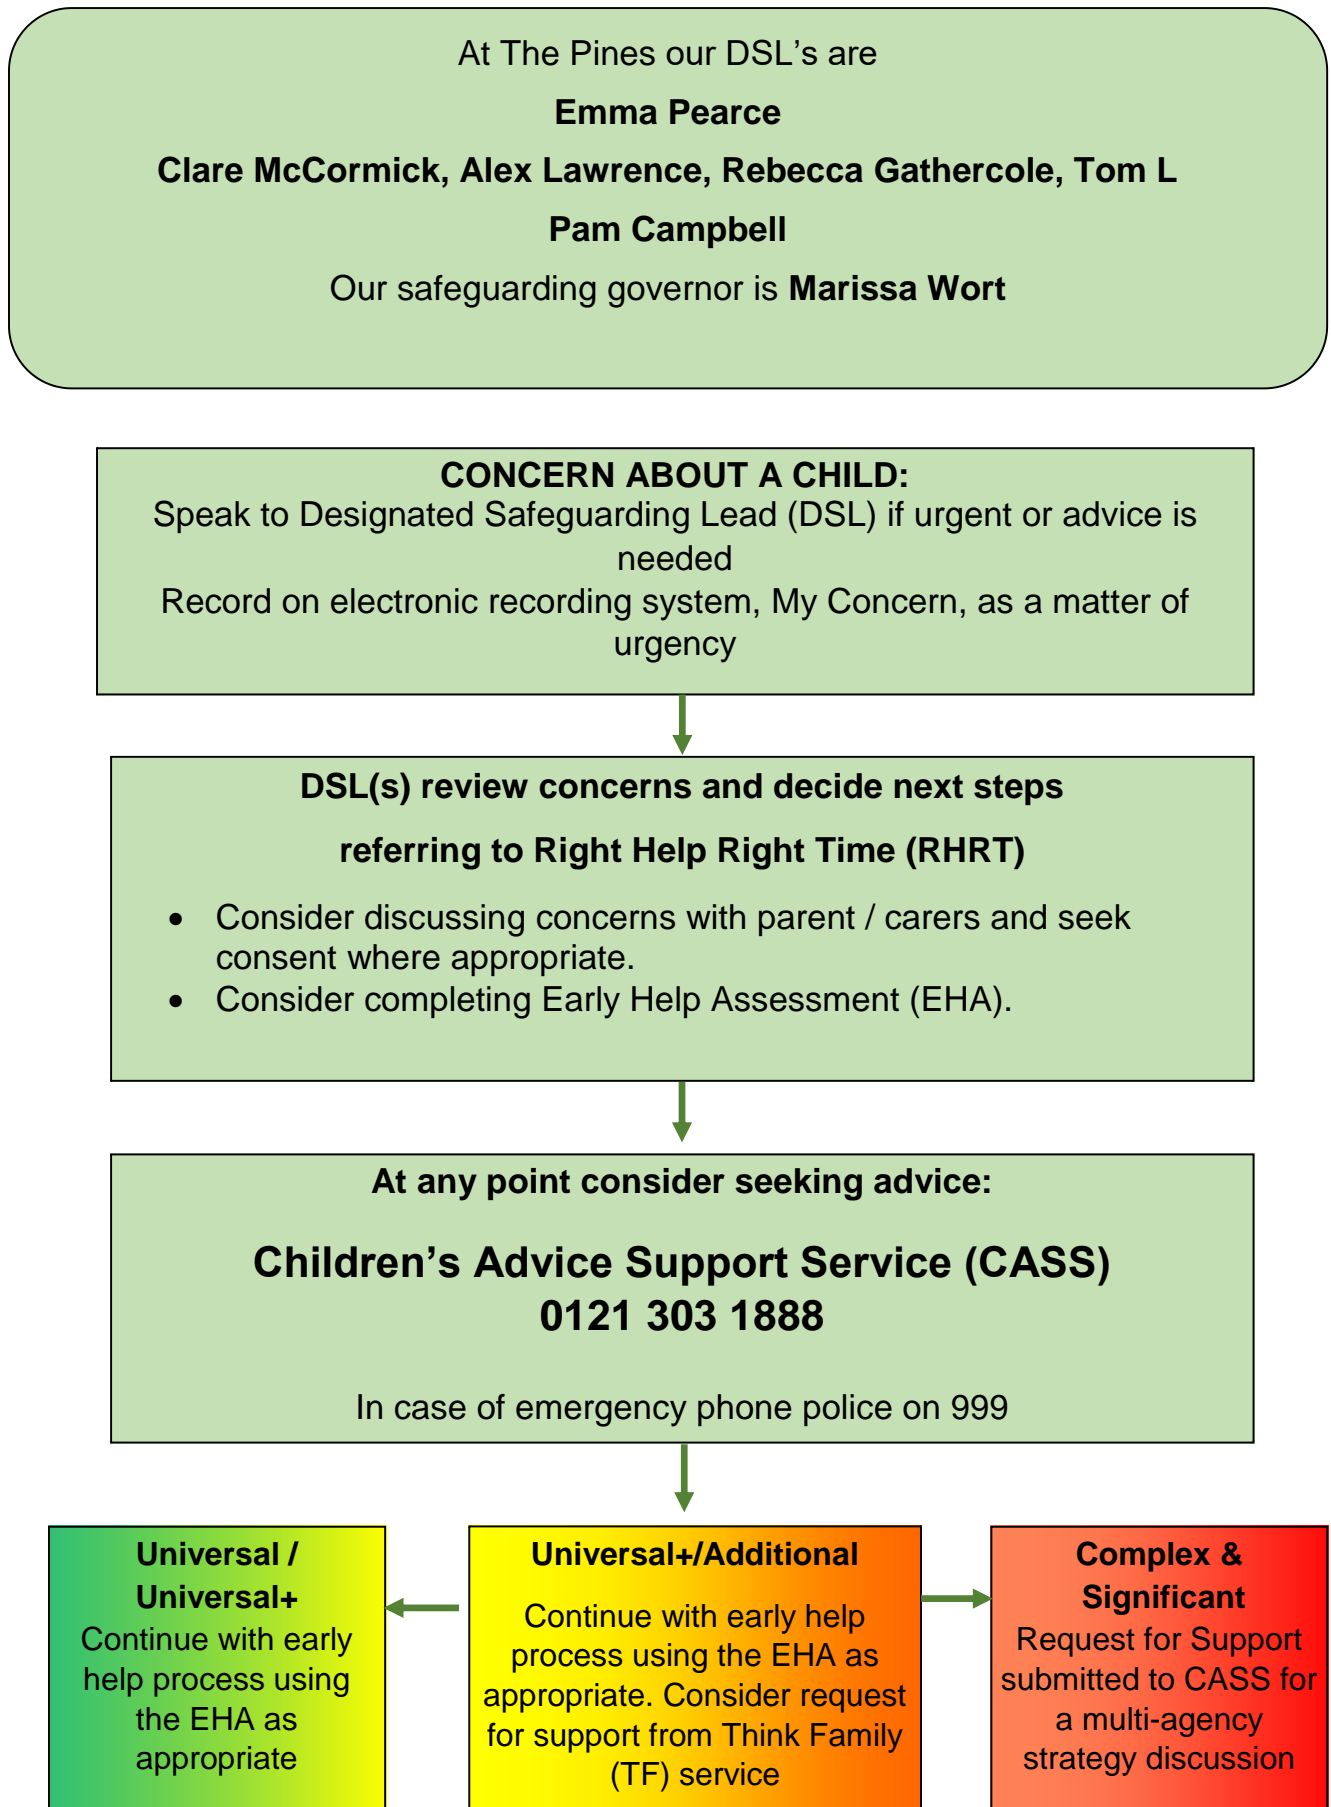 At The Pines our DSL's are
Emma Pearce
Clare McCormick, Alex Lawrence, Rebecca Gathercole, Tom L
Pam Campbell
Our safeguarding governor is Marissa Wort
CONCERN ABOUT A CHILD:
Speak to Designated Safeguarding Lead (DSL) if urgent or advice is
needed
Record on electronic recording system, My Concern, as a matter of
urgency
DSL(s) review concerns and decide next steps
referring to Right Help Right Time (RHRT)
• Consider discussing concerns with parent / carers and seek
consent where appropriate.
• Consider completing Early Help Assessment (EHA).
At any point consider seeking advice:
Children's Advice Support Service (CASS)
0121 303 1888
In case of emergency phone police on 999
Universal /
Universal+
Continue with early
help process using
the EHA as
appropriate
Universal+/Additional
Continue with early help
process using the EHA as
appropriate. Consider request
for support from Think Family
(TF) service
Complex &
Significant
Request for Support
submitted to CASS for
a multi-agency
strategy discussion